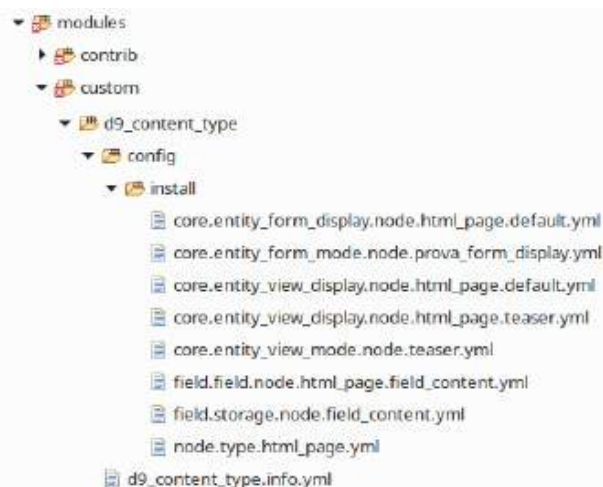 modules
contrib
custom
d9_content_type
config
install
core.entity_form_display.node.html_page.default.yml
core.entity_form_mode.node.prova_form_display.yml
core.entity_view_display.node.html_page.default.yml
core.entity_view_display.node.html_page.teaser.yml
core.entity_view_mode.node.teaser.yml
field.field.node.html_page.field_content.yml
field.storage.node.field_content.yml
node.type.html_page.yml
d9_content_type.info.yml